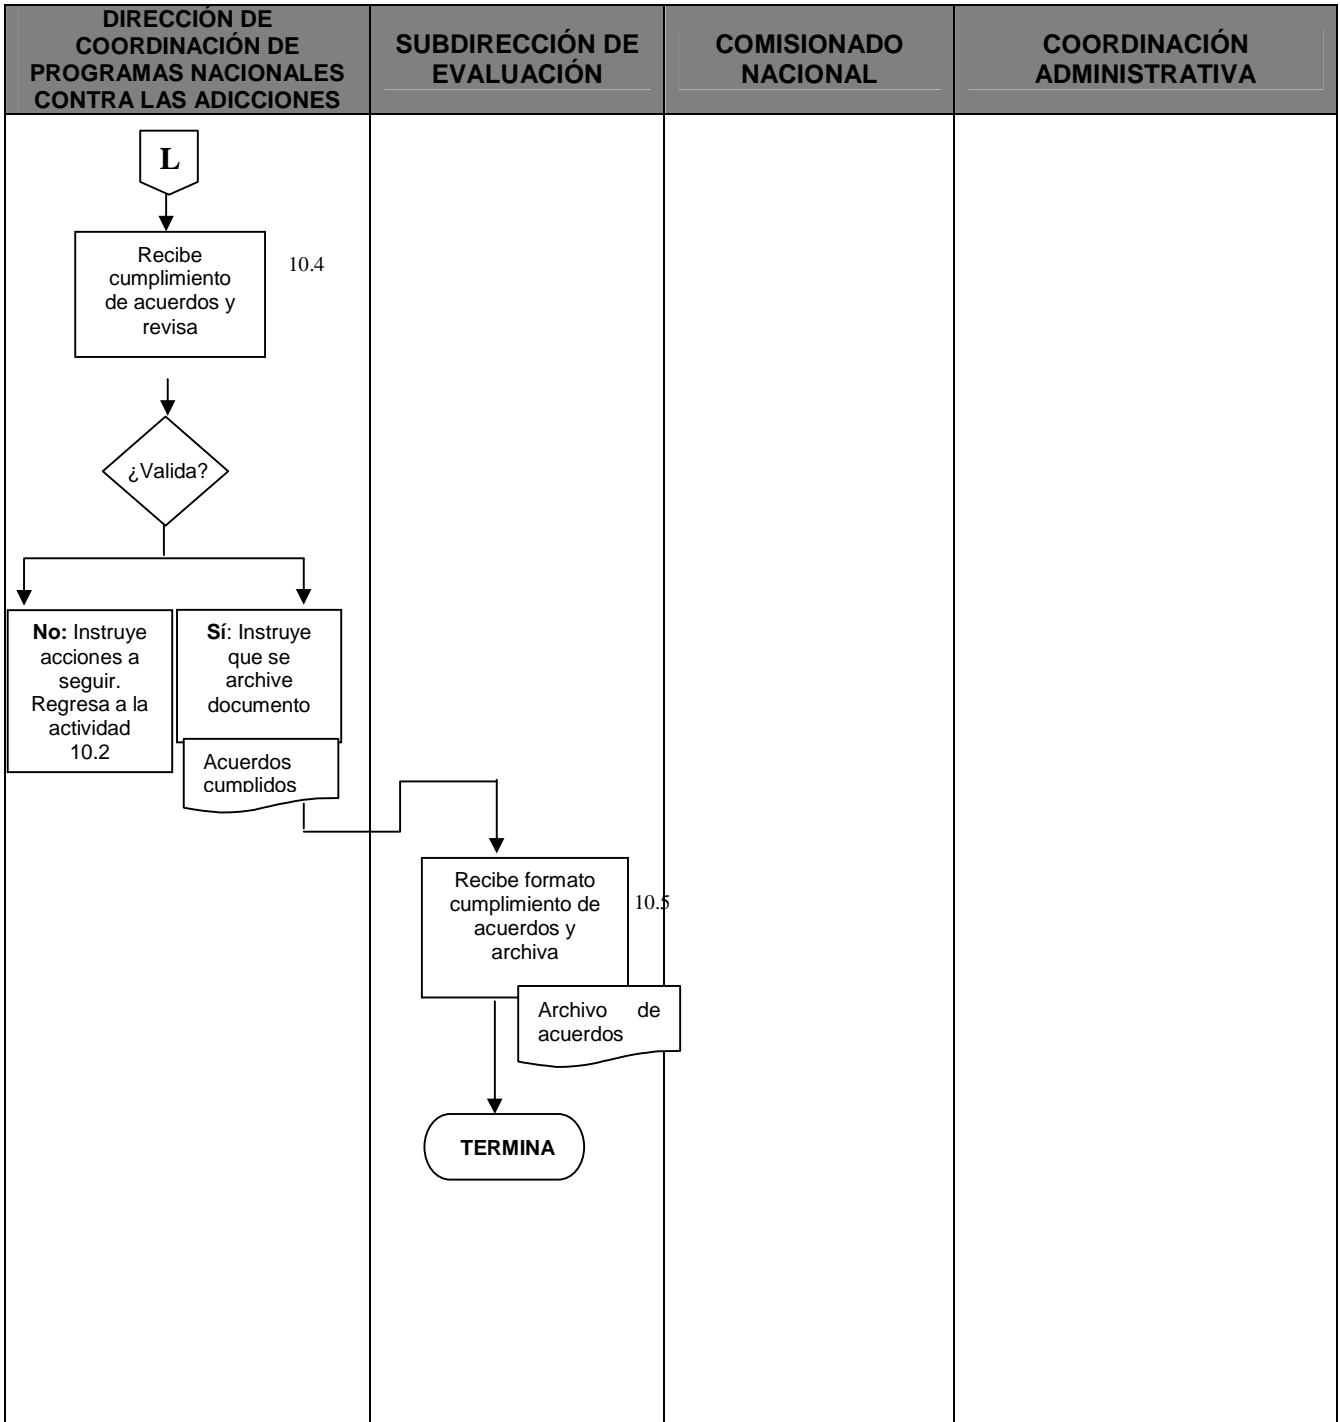 DIRECCIÓN DE
COORDINACIÓN DE
PROGRAMAS NACIONALES
CONTRA LAS ADICCIONES
SUBDIRECCIÓN DE
EVALUACIÓN
COMISIONADO
NACIONAL
COORDINACIÓN
ADMINISTRATIVA
L
Recibe
cumplimiento
de acuerdos y
revisa
10.4
¿Valida?
No: Instruye
acciones a
seguir.
Regresa a la
actividad
10.2
Sí: Instruye
que se
archive
documento
Acuerdos
cumplidos
Recibe formato
cumplimiento de
acuerdos y
archiva
10.5
Archivo de
acuerdos
TERMINA